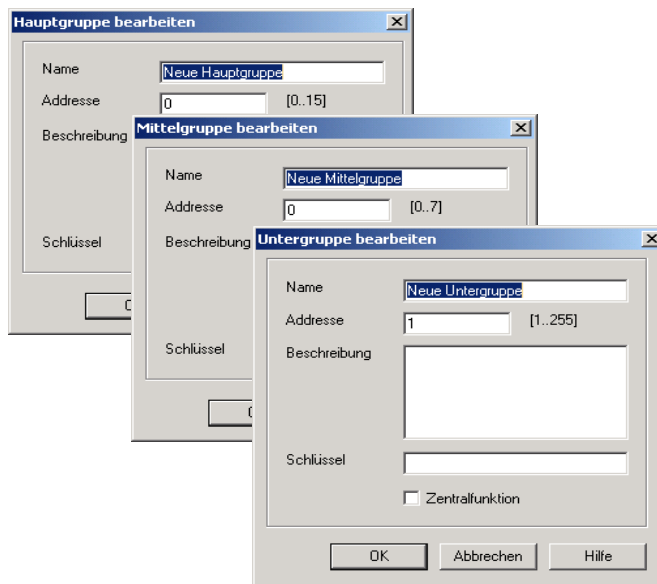 Hauptgruppe bearbeiten
Name
Neue Hauptgruppe
Addresse
0
[0..15]
Beschreibung
Schlüssel
Mittelgruppe bearbeiten
Name
Neue Mittelgruppe
Addresse
0
[0..7]
Beschreibung
Schlüssel
Untergruppe bearbeiten
Name
Neue Untergruppe
Addresse
1
[1..255]
Beschreibung
Schlüssel
Zentralfunktion
OK
Abbrechen
Hilfe